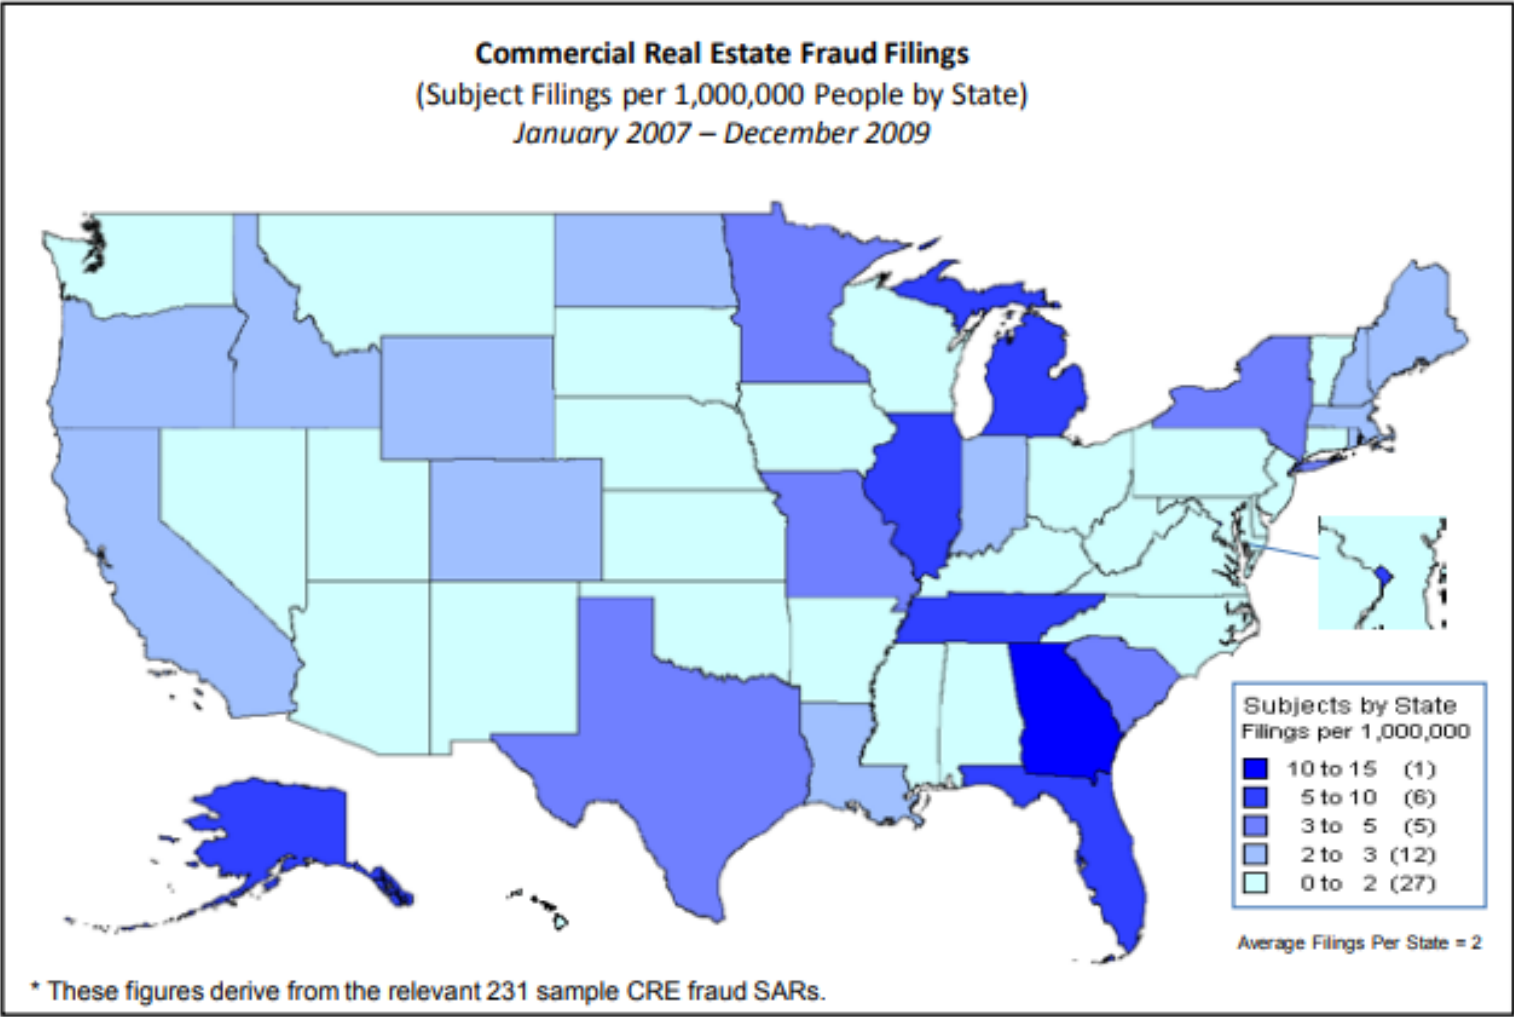 Commercial Real Estate Fraud Filings
(Subject Filings per 1,000,000 People by State)
January 2007 – December 2009
Subjects by State
Filings per 1,000,000
10 to 15 (1)
5 to 10 (6)
3 to 5 (5)
2 to 3 (12)
0 to 2 (27)
Average Filings Per State = 2
* These figures derive from the relevant 231 sample CRE fraud SARs.